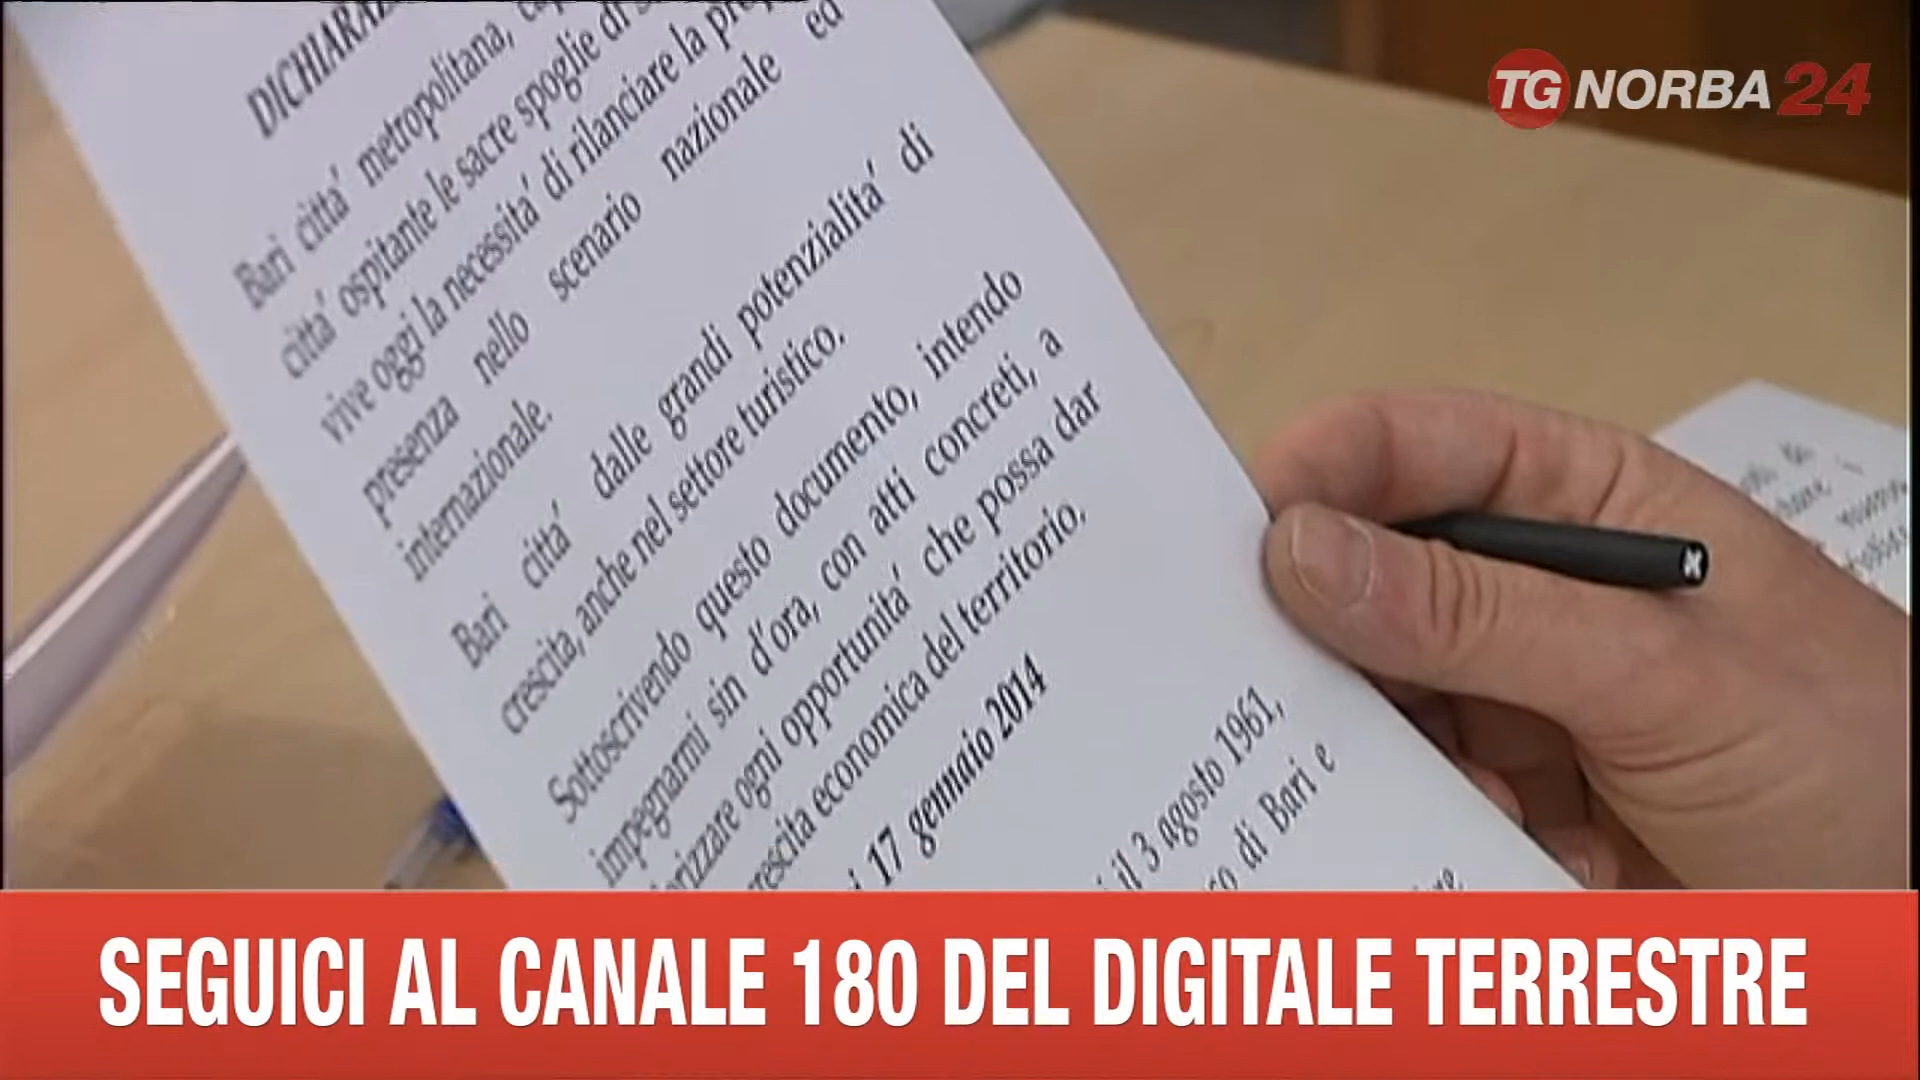 TG NORBA 24
Bari citta' metropolitana,
citta' ospitante le sacre spoglie di
vive oggi la necessita' di rilanciare la
presenza nello scenario nazionale ed
internazionale.
Bari citta' dalle grandi potenzialita' di
crescita, anche nel settore turistico.
Sottoscrivendo questo documento, intendo
impegnarmi sin d'ora, con atti concreti, a
ogni opportunita' che possa dar
economica del territorio.
17 gennaio 2014
il 3 agosto 1961,
di Bari e
SEGUICI AL CANALE 180 DEL DIGITALE TERRESTRE